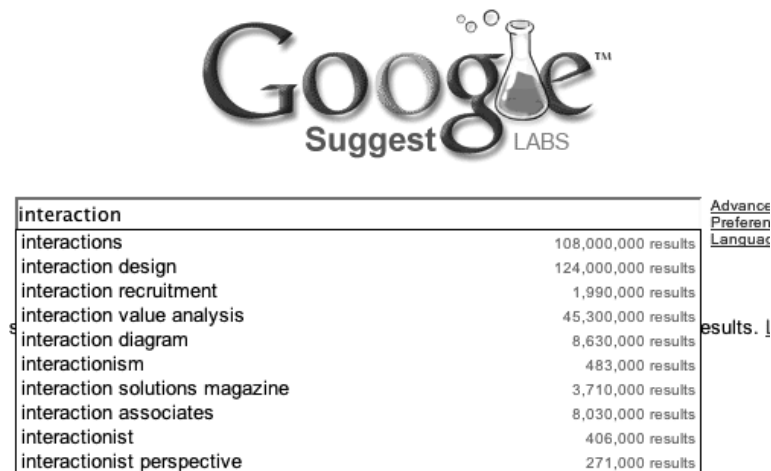 Google™
Suggest LABS
interaction
Advance
Preferen
Languag
interactions 108,000,000 results
interaction design 124,000,000 results
interaction recruitment 1,990,000 results
interaction value analysis 45,300,000 results
s esults. L
interaction diagram 8,630,000 results
interactionism 483,000 results
interaction solutions magazine 3,710,000 results
interaction associates 8,030,000 results
interactionist 406,000 results
interactionist perspective 271,000 results